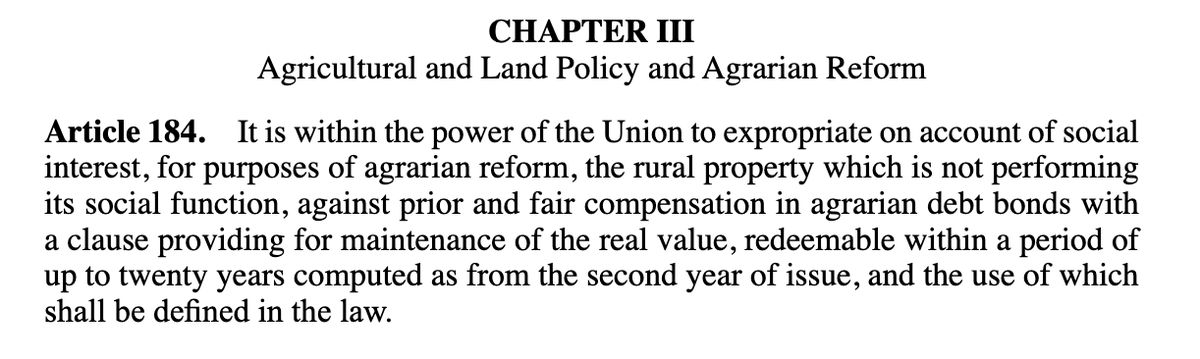 CHAPTER III
Agricultural and Land Policy and Agrarian Reform
Article 184. It is within the power of the Union to expropriate on account of social
interest, for purposes of agrarian reform, the rural property which is not performing
its social function, against prior and fair compensation in agrarian debt bonds with
a clause providing for maintenance of the real value, redeemable within a period of
up to twenty years computed as from the second year of issue, and the use of which
shall be defined in the law.